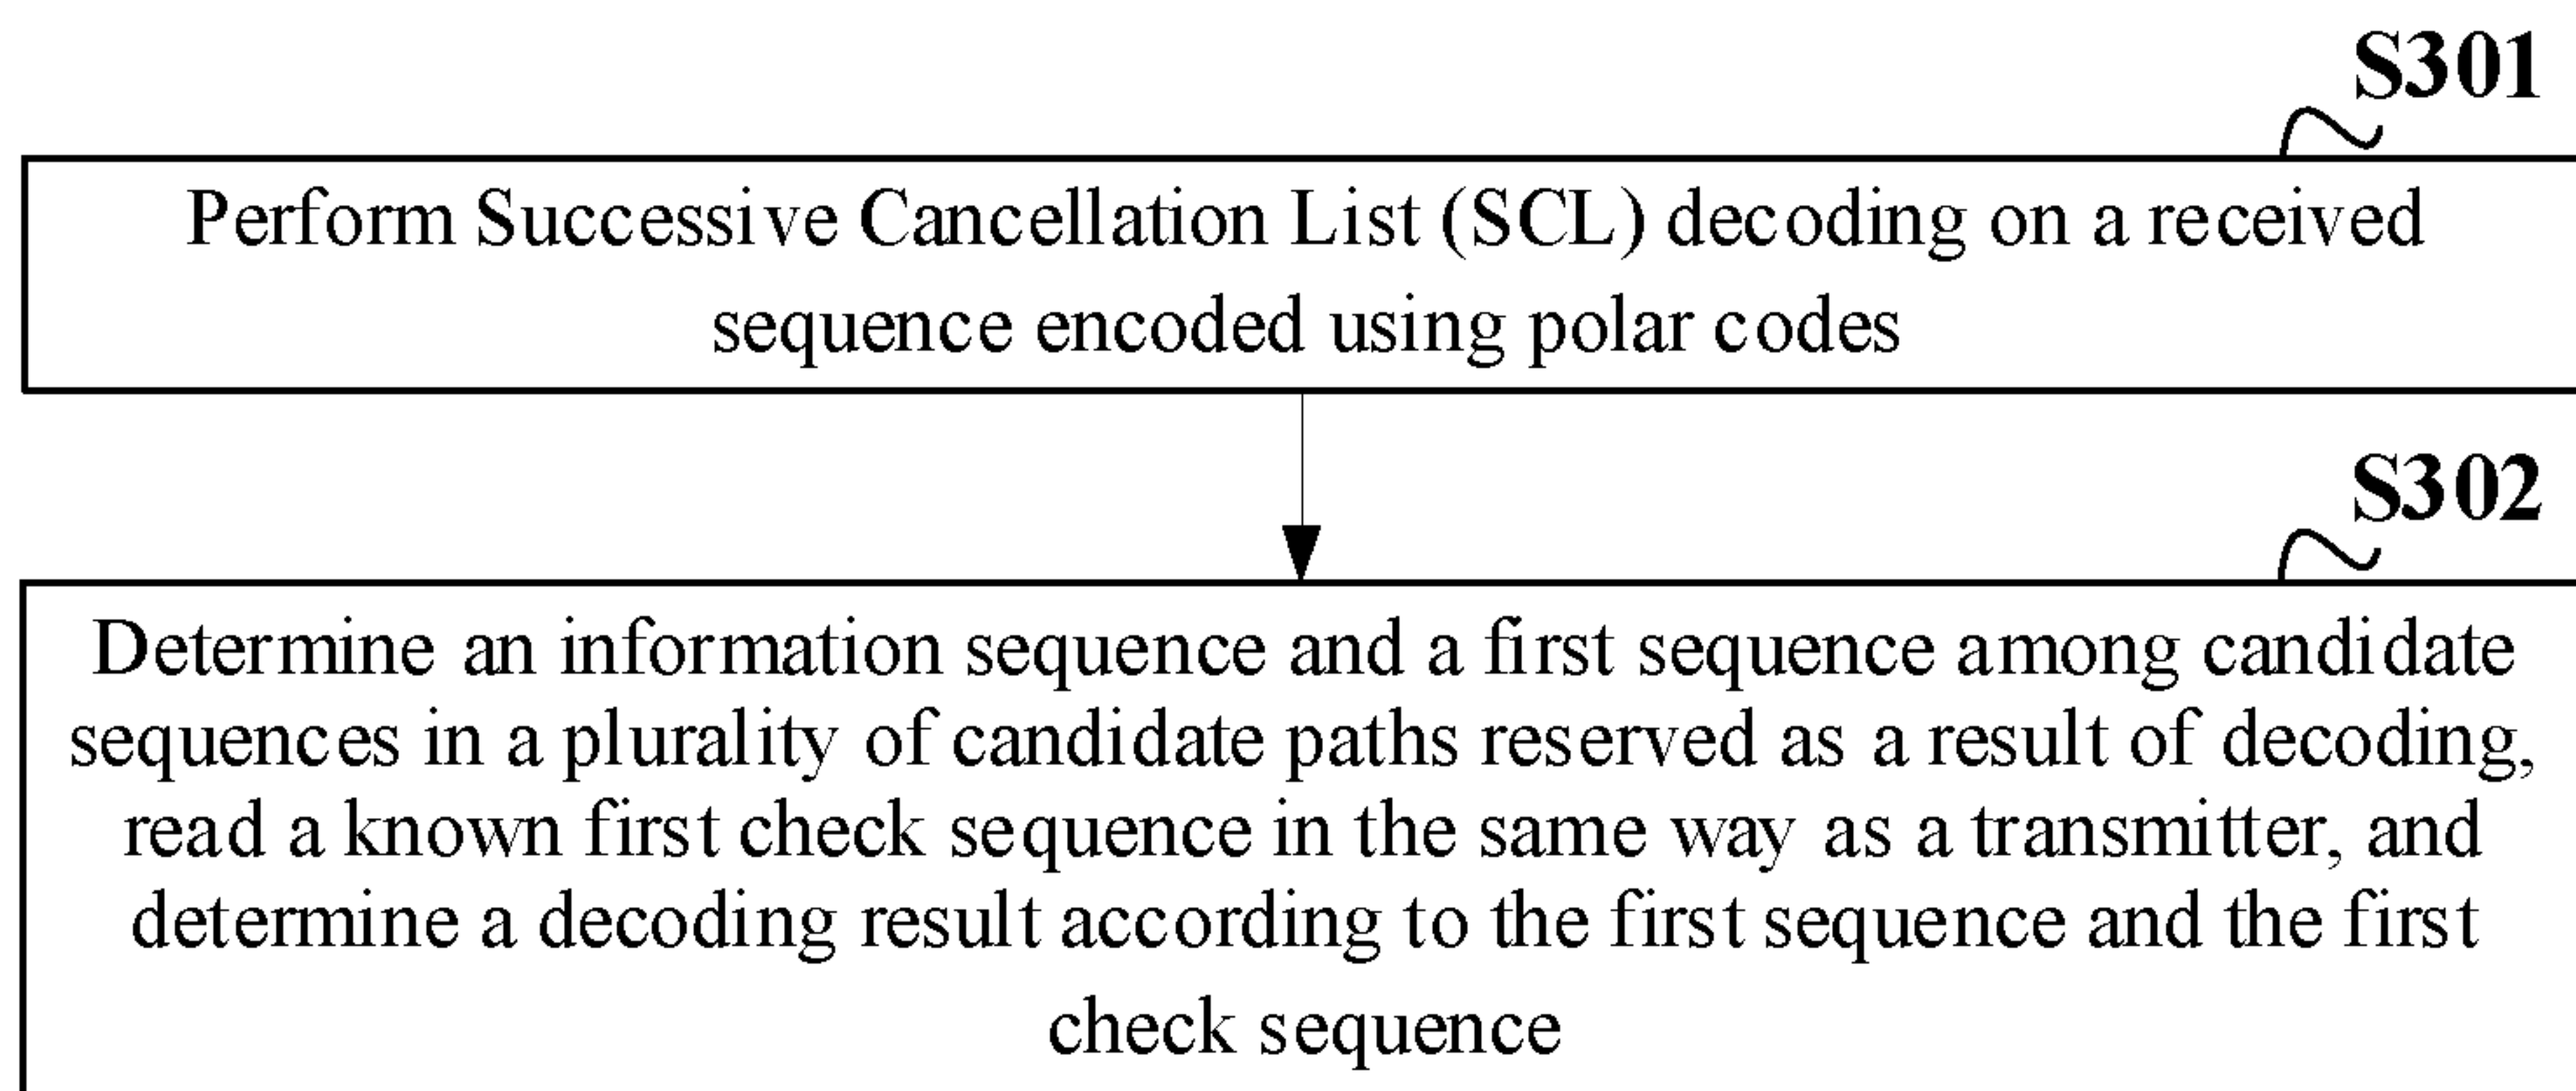 S301
Perform Successive Cancellation List (SCL) decoding on a received
sequence encoded using polar codes
S302
Determine an information sequence and a first sequence among candidate
sequences in a plurality of candidate paths reserved as a result of decoding,
read a known first check sequence in the same way as a transmitter, and
determine a decoding result according to the first sequence and the first
check sequence